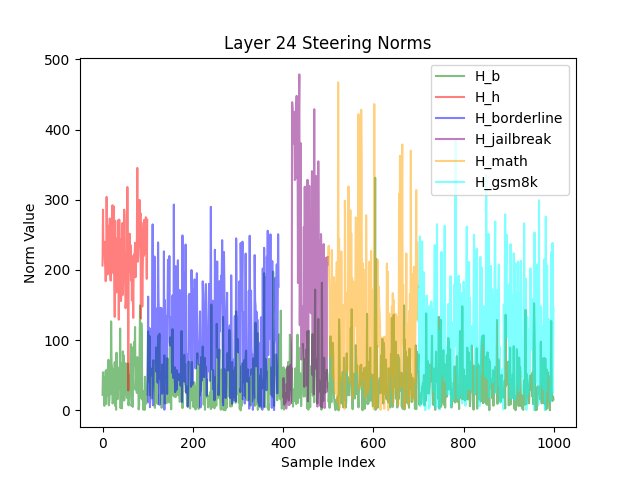 Layer 24 Steering Norms
500
400
300
200
100
0
Norm Value
0
200
400
600
800
1000
Sample Index
H_b
H_h
H_borderline
H_jailbreak
H_math
H_gsm8k